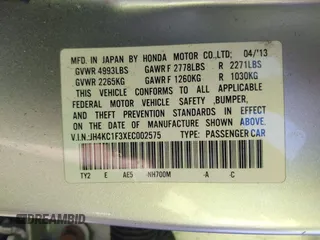 MFD. IN JAPAN BY HONDA MOTOR CO.,LTD. 04/'13
GVWR 4993LBS GAWR F 2778LBS R 2271LBS
GVWR 2265KG GAWR F 1260KG R 1030KG
THIS VEHICLE CONFORMS TO ALL APPLICABLE
FEDERAL MOTOR VEHICLE SAFETY ,BUMPER,
AND THEFT PREVENTION STANDARDS IN EFFECT
ON THE DATE OF MANUFACTURE SHOWN ABOVE.
V.I.N:JH4KC1F3XEC002575 TYPE: PASSENGER CAR
TY2 E AE5 NH700M -A -C
DREAMBID